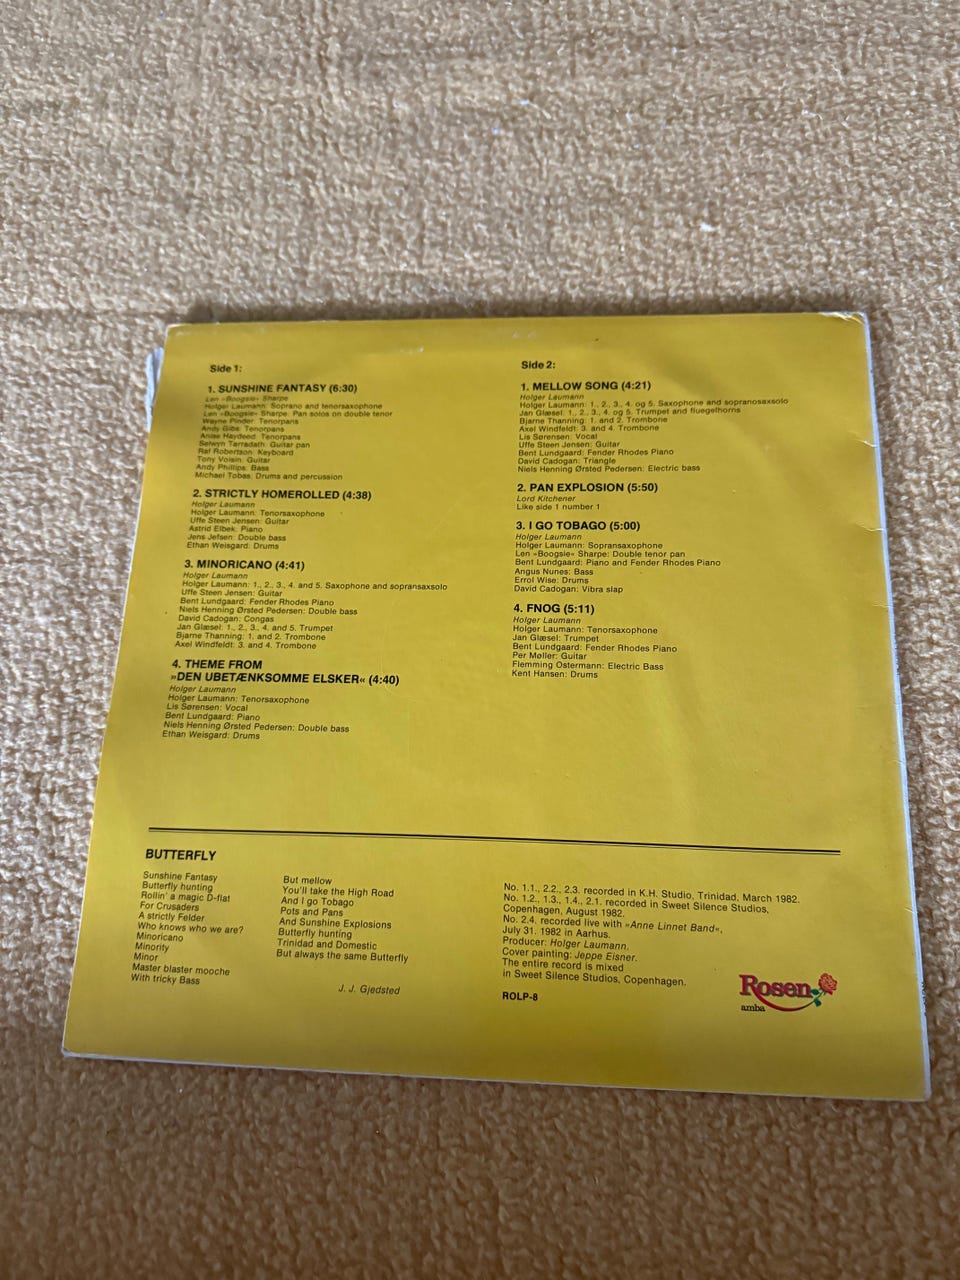 Side 1:
1. SUNSHINE FANTASY (6:30)
Len »Boogsie« Sharpe
Holger Laumann: Soprano and tenorsaxophone
Len »Boogsie« Sharpe: Pan solos on double tenor
Wayne Pinder: Tenorpans
Andy Gibs: Tenorpans
Anise Haydeed: Tenorpans
Selwyn Tarradath: Guitar pan
Raf Robertson: Keyboard
Tony Voisin: Guitar
Andy Phillips: Bass
Michael Tobas: Drums and percussion
2. STRICTLY HOMEROLLED (4:38)
Holger Laumann
Holger Laumann: Tenorsaxophone
Uffe Steen Jensen: Guitar
Astrid Elbek: Piano
Jens Jefsen: Double bass
Ethan Weisgard: Drums
3. MINORICANO (4:41)
Holger Laumann
Holger Laumann: 1., 2., 3., 4. and 5. Saxophone and sopransaxsolo
Uffe Steen Jensen: Guitar
Bent Lundgaard: Fender Rhodes Piano
Niels Henning Ørsted Pedersen: Double bass
David Cadogan: Congas
Jan Glæsel: 1., 2., 3., 4. and 5. Trumpet
Bjarne Thanning: 1. and 2. Trombone
Axel Windfeldt: 3. and 4. Trombone
4. THEME FROM
»DEN UBETÆNKSOMME ELSKER« (4:40)
Holger Laumann
Holger Laumann: Tenorsaxophone
Lis Sørensen: Vocal
Bent Lundgaard: Piano
Niels Henning Ørsted Pedersen: Double bass
Ethan Weisgard: Drums
Side 2:
1. MELLOW SONG (4:21)
Holger Laumann
Holger Laumann: 1., 2., 3., 4. og 5. Saxophone and sopranosaxsolo
Jan Glæsel: 1., 2., 3., 4. og 5. Trumpet and fluegelhorns
Bjarne Thanning: 1. and 2. Trombone
Axel Windfeldt: 3. and 4. Trombone
Lis Sørensen: Vocal
Uffe Steen Jensen: Guitar
Bent Lundgaard: Fender Rhodes Piano
David Cadogan: Triangle
Niels Henning Ørsted Pedersen: Electric bass
2. PAN EXPLOSION (5:50)
Lord Kitchener
Like side 1 number 1
3. I GO TOBAGO (5:00)
Holger Laumann
Holger Laumann: Sopransaxophone
Len »Boogsie« Sharpe: Double tenor pan
Bent Lundgaard: Piano and Fender Rhodes Piano
Angus Nunes: Bass
Errol Wise: Drums
David Cadogan: Vibra slap
4. FNOG (5:11)
Holger Laumann
Holger Laumann: Tenorsaxophone
Jan Glæsel: Trumpet
Bent Lundgaard: Fender Rhodes Piano
Per Møller: Guitar
Flemming Ostermann: Electric Bass
Kent Hansen: Drums
BUTTERFLY
Sunshine Fantasy
Butterfly hunting
Rollin' a magic D-flat
For Crusaders
A strictly Felder
Who knows who we are?
Minoricano
Minority
Minor
Master blaster mooche
With tricky Bass
But mellow
You'll take the High Road
And I go Tobago
Pots and Pans
And Sunshine Explosions
Butterfly hunting
Trinidad and Domestic
But always the same Butterfly
J. J. Gjedsted
No. 1.1., 2.2., 2.3. recorded in K.H. Studio, Trinidad, March 1982.
No. 1.2., 1.3., 1.4., 2.1. recorded in Sweet Silence Studios,
Copenhagen, August 1982.
No. 2.4. recorded live with »Anne Linnet Band«,
July 31. 1982 in Aarhus.
Producer: Holger Laumann.
Cover painting: Jeppe Eisner.
The entire record is mixed
in Sweet Silence Studios, Copenhagen.
ROLP-8
Rosen
amba